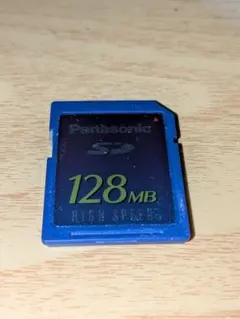 Panasonic
SD
128MB
HIGH SPEED